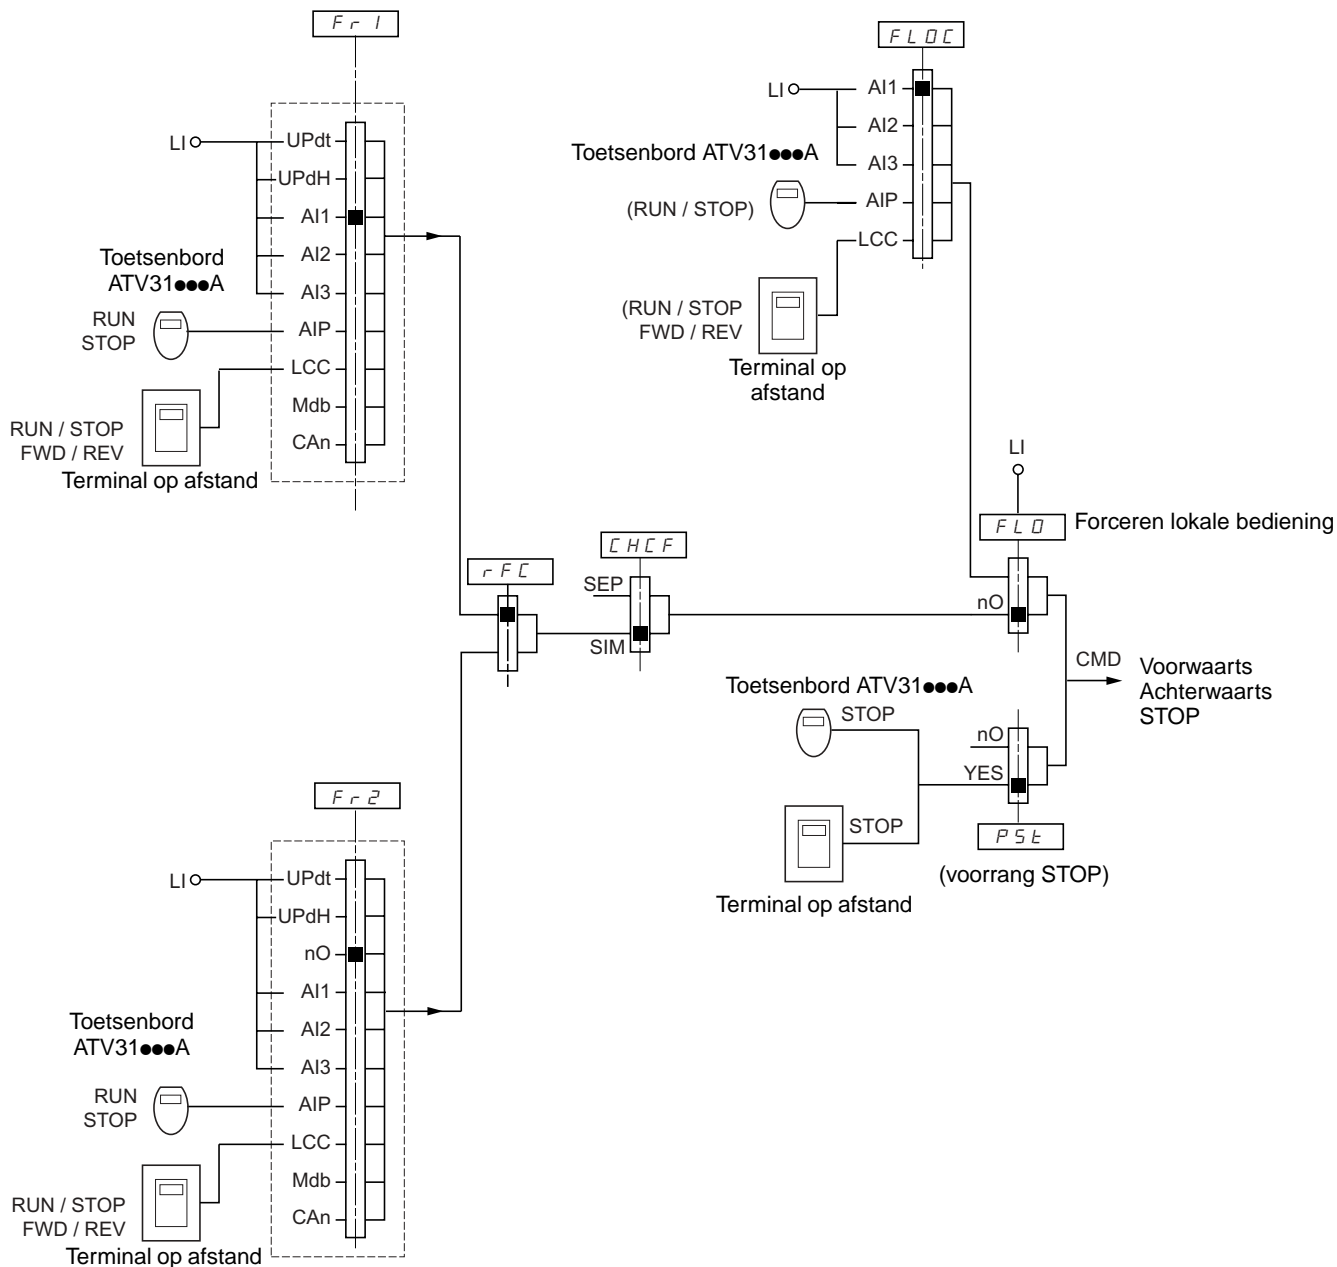 Fr1
LI
UPdt
UPdH
AI1
AI2
AI3
AIP
LCC
Mdb
CAn
Toetsenbord
ATV31●●●A
RUN
STOP
RUN / STOP
FWD / REV
Terminal op afstand
FLOC
LI
AI1
AI2
AI3
AIP
LCC
Toetsenbord ATV31●●●A
(RUN / STOP)
(RUN / STOP
FWD / REV
Terminal op
afstand
LI
FLO
Forceren lokale bediening
nO
rFC
CHCF
SEP
SIM
CMD
Voorwaarts
Achterwaarts
STOP
Toetsenbord ATV31●●●A
STOP
STOP
Terminal op afstand
nO
YES
PSt
(voorrang STOP)
Fr2
LI
UPdt
UPdH
nO
AI1
AI2
AI3
AIP
LCC
Mdb
CAn
Toetsenbord
ATV31●●●A
RUN
STOP
RUN / STOP
FWD / REV
Terminal op afstand